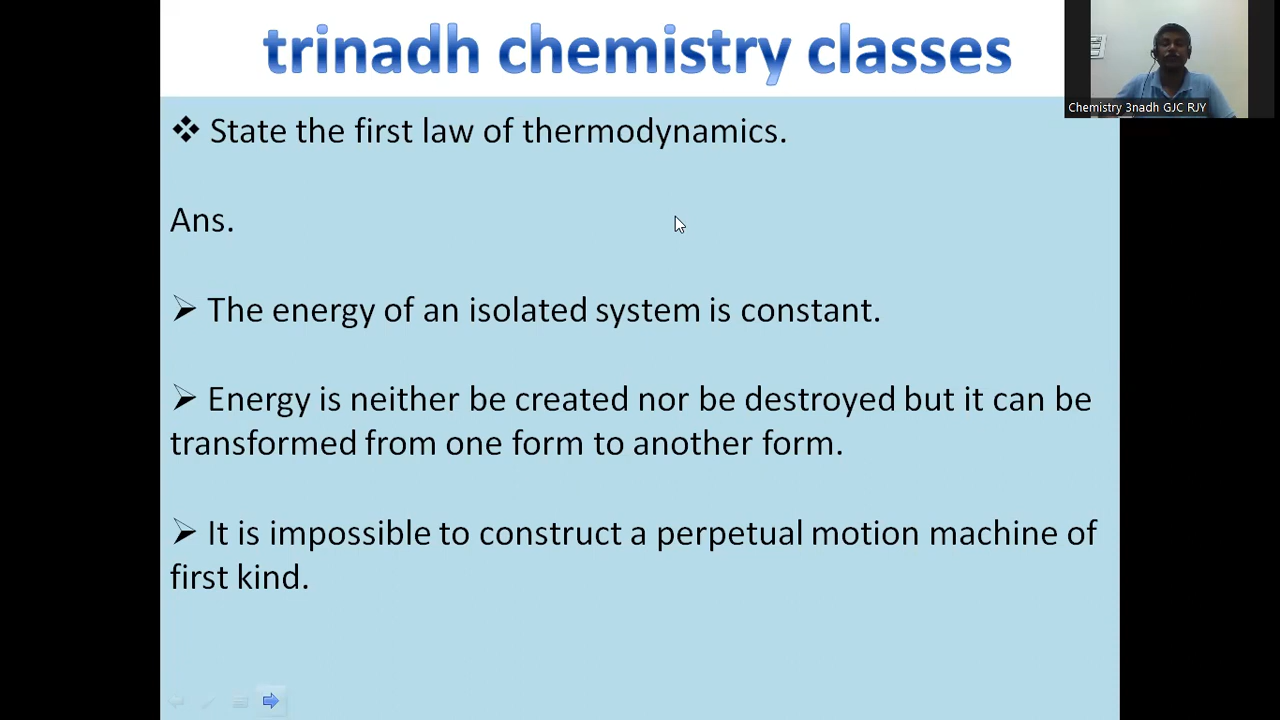 trinadh chemistry classes
Chemistry 3nadh GJC RJY
❖ State the first law of thermodynamics.
Ans.
➢ The energy of an isolated system is constant.
➢ Energy is neither be created nor be destroyed but it can be
transformed from one form to another form.
➢ It is impossible to construct a perpetual motion machine of
first kind.